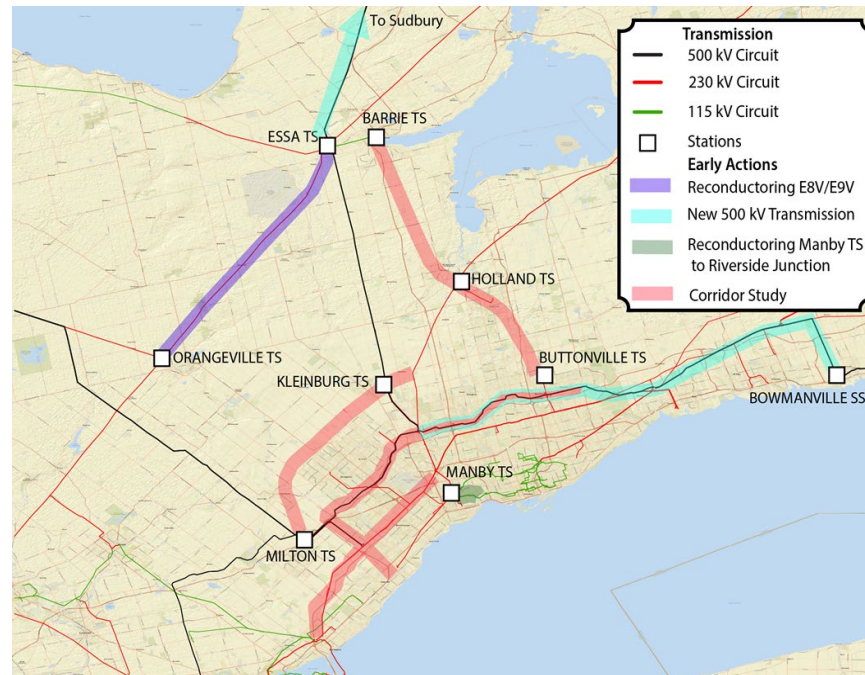 To Sudbury
Transmission
500 kV Circuit
230 kV Circuit
115 kV Circuit
Stations
Early Actions
Reconductoring E8V/E9V
New 500 kV Transmission
Reconductoring Manby TS
to Riverside Junction
Corridor Study
BARRIE TS
ESSA TS
HOLLAND TS
ORANGEVILLE TS
BUTTONVILLE TS
KLEINBURG TS
BOWMANVILLE SS
MANBY TS
MILTON TS